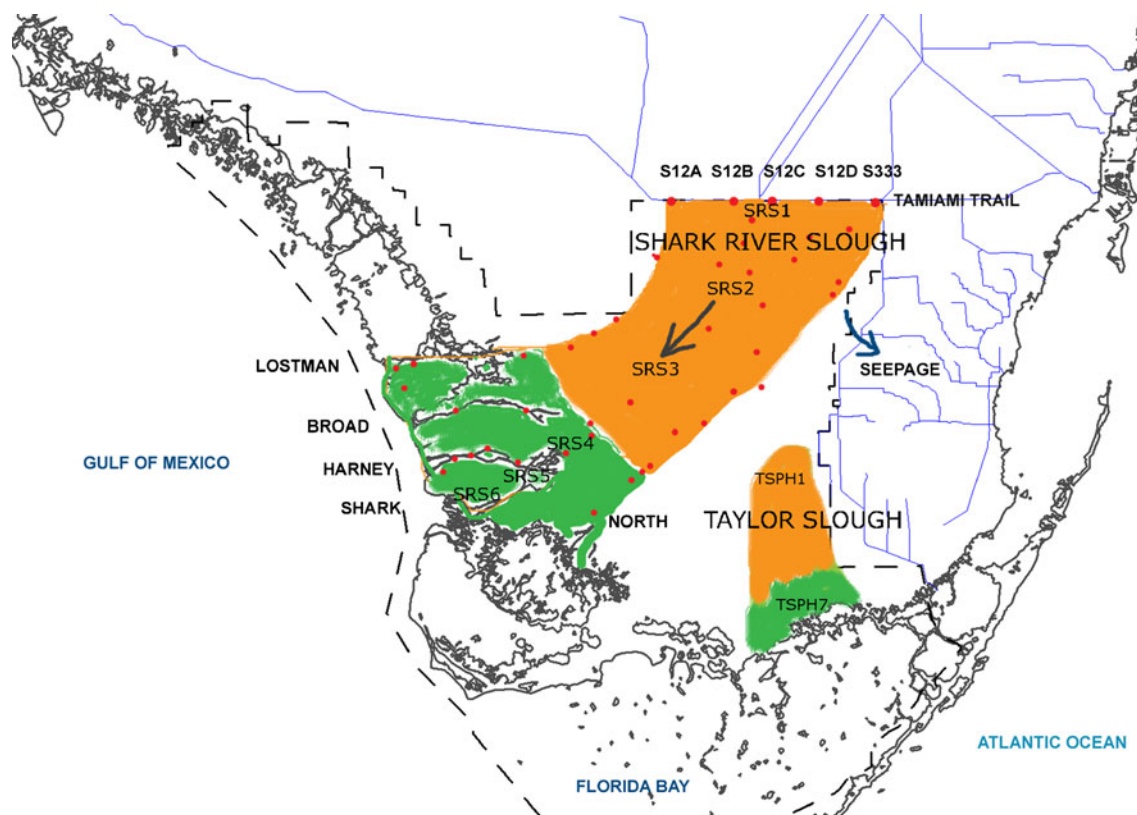 S12A S12B S12C S12D S333
TAMIAMI TRAIL
SRS1
SHARK RIVER SLOUGH
SRS2
SRS3
SEEPAGE
LOSTMAN
BROAD
SRS4
GULF OF MEXICO
HARNEY
SRS5
SRS6
SHARK
NORTH
TSPH1
TAYLOR SLOUGH
TSPH7
ATLANTIC OCEAN
FLORIDA BAY